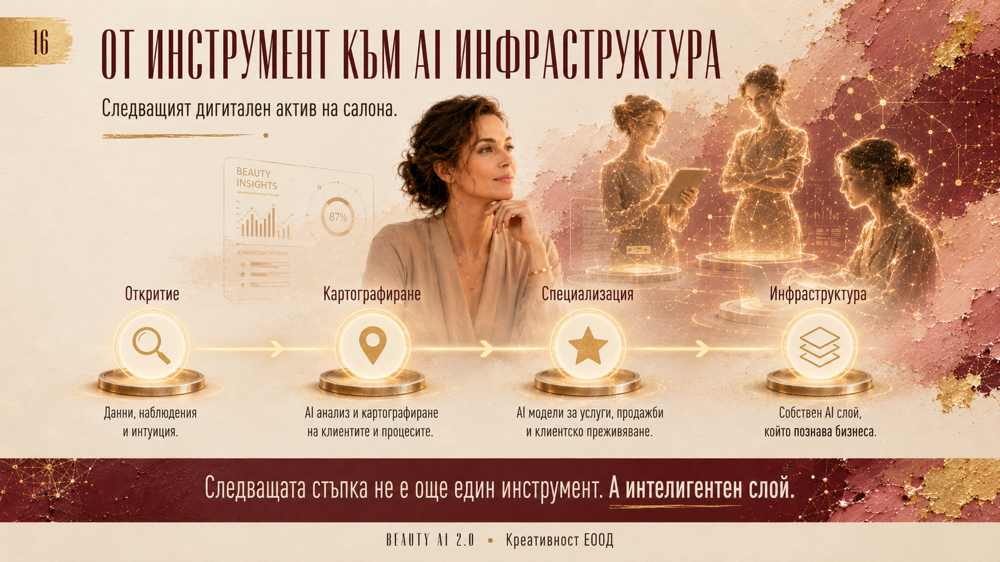 16
ОТ ИНСТРУМЕНТ КЪМ AI ИНФРАСТРУКТУРА
Следващият дигитален актив на салона.
BEAUTY
INSIGHTS
87%
КЛИЕНТСКИ ПРОФИЛ
Откритие
Картографиране
Специализация
Инфраструктура
Данни, наблюдения
и интуиция.
AI анализ и картографиране
на клиентите и процесите.
AI модели за услуги, продажби
и клиентско преживяване.
Собствен AI слой,
който познава бизнеса.
Следващата стъпка не е още един инструмент. А интелигентен слой.
BEAUTY AI 2.0 • Креативност ЕООД